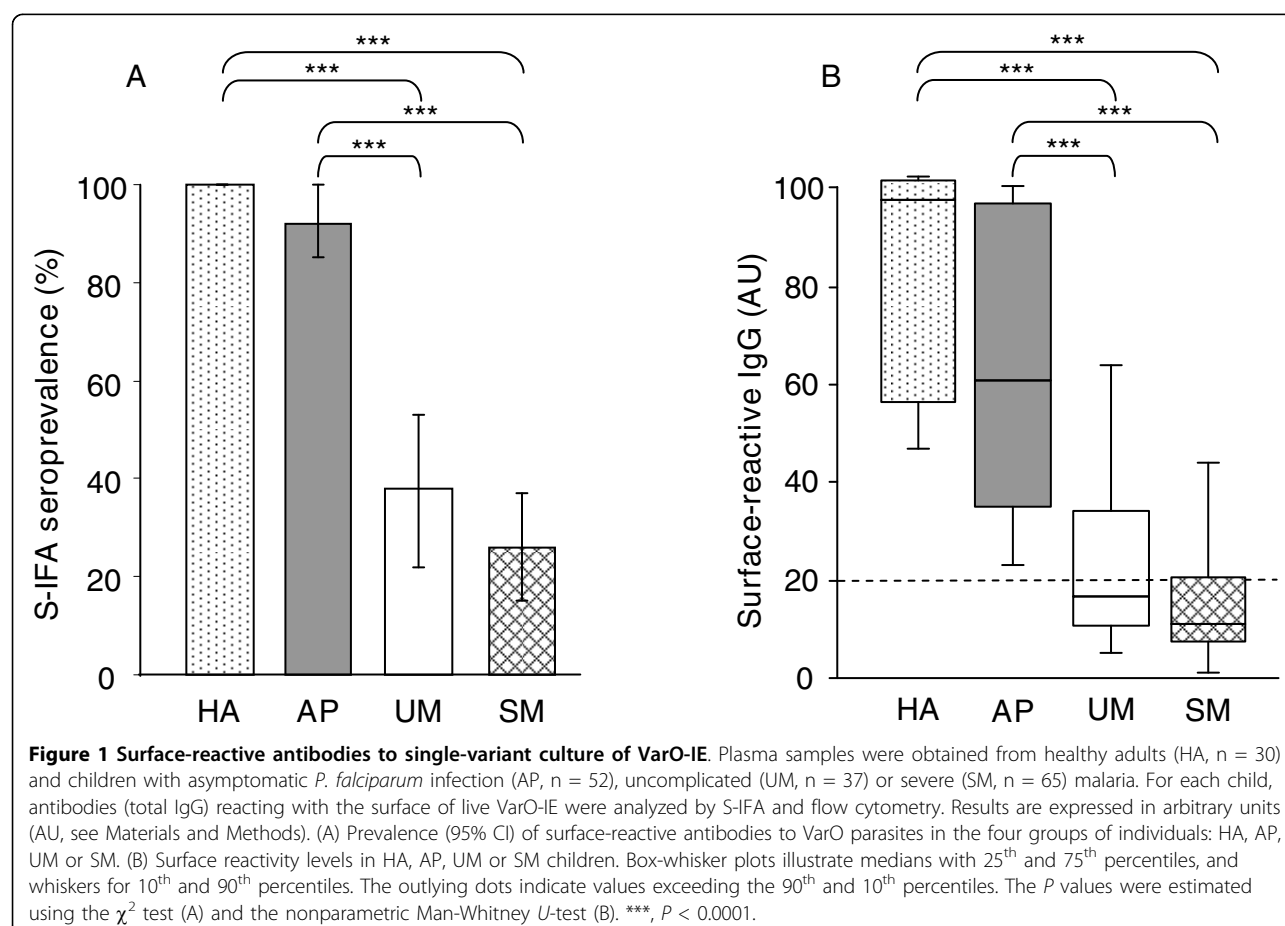 A
***
***
***
***
S-IFA seroprevalence (%)
100
80
60
40
20
0
HA AP UM SM
B
***
***
***
***
Surface-reactive IgG (AU)
100
80
60
40
20
0
HA AP UM SM
Figure 1 Surface-reactive antibodies to single-variant culture of VarO-IE. Plasma samples were obtained from healthy adults (HA, n = 30)
and children with asymptomatic P. falciparum infection (AP, n = 52), uncomplicated (UM, n = 37) or severe (SM, n = 65) malaria. For each child,
antibodies (total IgG) reacting with the surface of live VarO-IE were analyzed by S-IFA and flow cytometry. Results are expressed in arbitrary units
(AU, see Materials and Methods). (A) Prevalence (95% CI) of surface-reactive antibodies to VarO parasites in the four groups of individuals: HA, AP,
UM or SM. (B) Surface reactivity levels in HA, AP, UM or SM children. Box-whisker plots illustrate medians with 25th and 75th percentiles, and
whiskers for 10th and 90th percentiles. The outlying dots indicate values exceeding the 90th and 10th percentiles. The P values were estimated
using the χ2 test (A) and the nonparametric Man-Whitney U-test (B). ***, P < 0.0001.